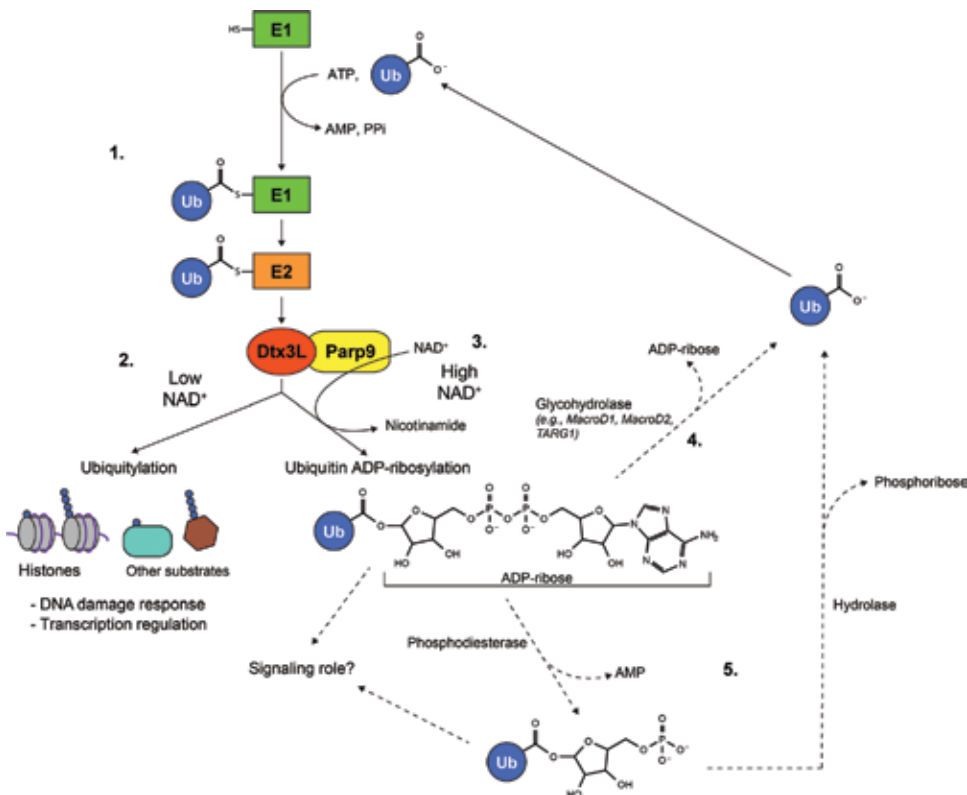 HS
E1
ATP,
Ub
O
O⁻
AMP, PPi
1.
O
Ub
S
E1
O
Ub
S
E2
O
Ub
O⁻
Dtx3L
Parp9
NAD⁺
3.
2.
Low
NAD⁺
High
NAD⁺
ADP-ribose
Nicotinamide
Glycohydrolase
(e.g., MacroD1, MacroD2,
TARG1)
4.
Ubiquitylation
Ubiquitin ADP-ribosylation
Phosphoribose
O
O
O
Ub
O
O
O
P
O
P
O
O
N
N
NH₂
O⁻
O⁻
N
N
HO
OH
HO
OH
Histones
Other substrates
ADP-ribose
- DNA damage response
- Transcription regulation
Hydrolase
Phosphodiesterase
Signaling role?
AMP
5.
O
O
Ub
O
O
O
P
O⁻
O⁻
HO
OH